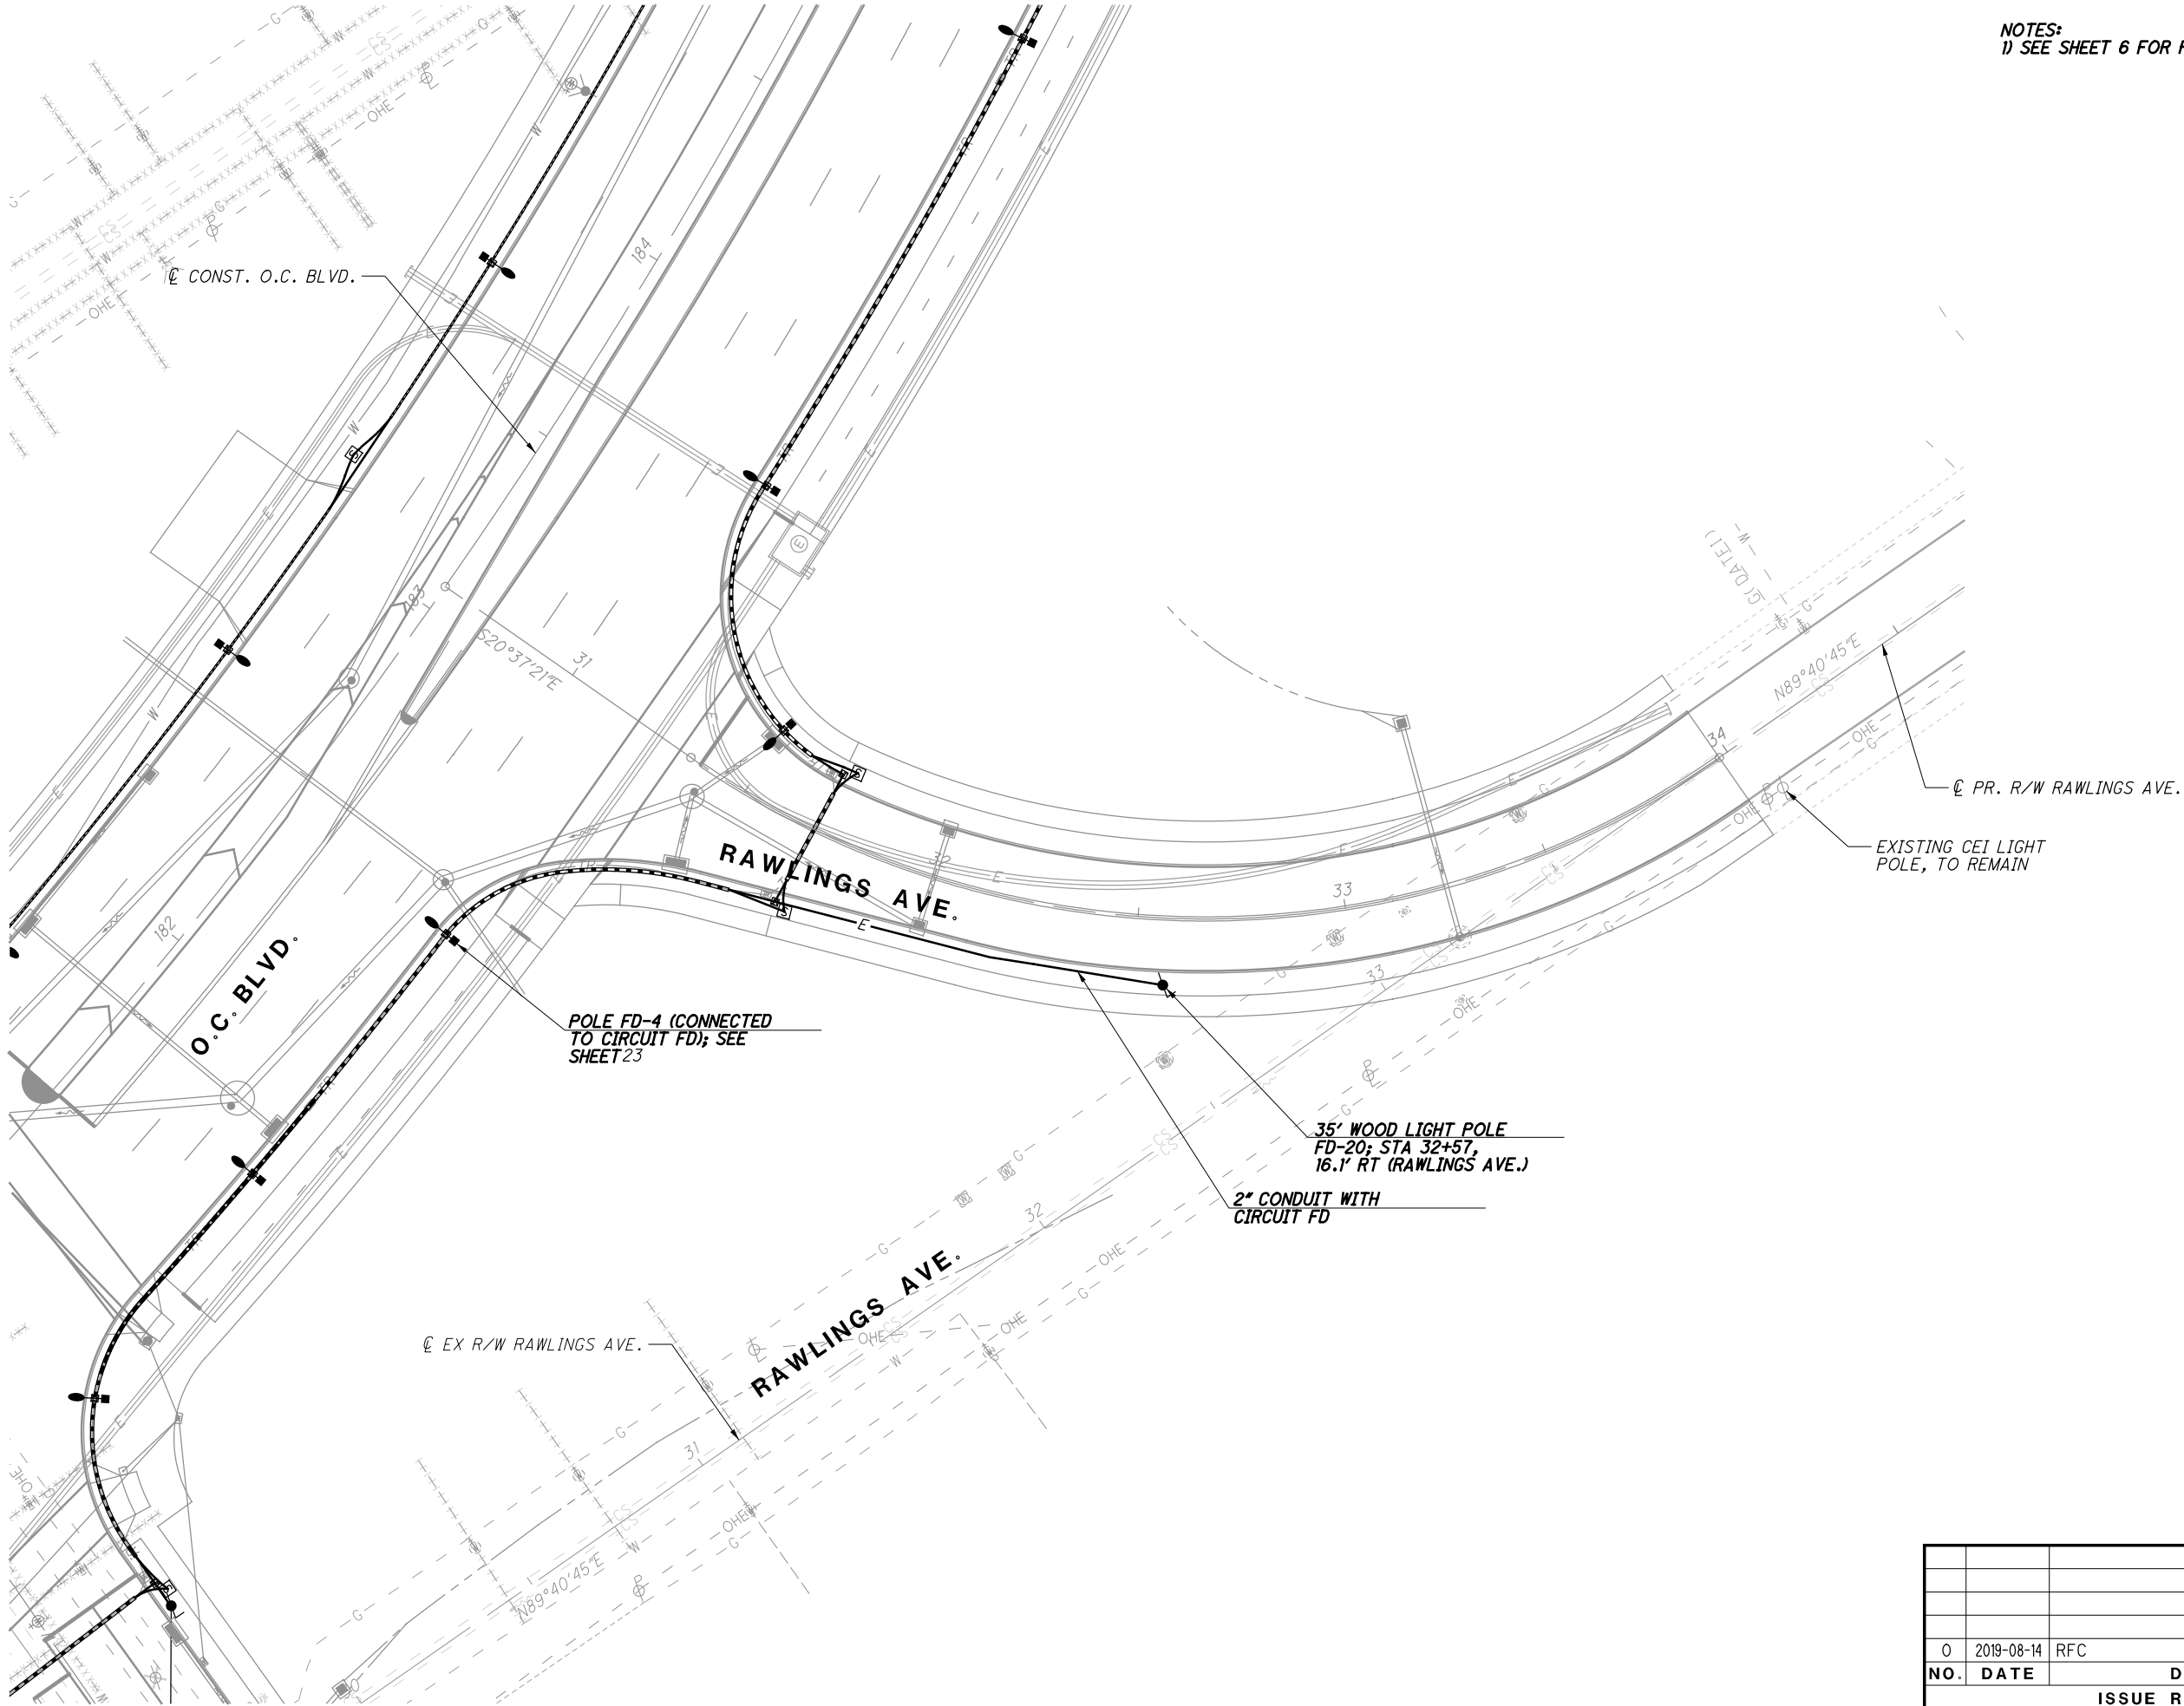 NOTES:
1) SEE SHEET 6 FOR
℄ CONST. O.C. BLVD.
184
183
S20°37'21"E
31
182
O.C. BLVD.
RAWLINGS AVE.
32
33
34
G( DATE1)
N89°40'45"E
℄ PR. R/W RAWLINGS AVE.
EXISTING CEI LIGHT
POLE, TO REMAIN
POLE FD-4 (CONNECTED
TO CIRCUIT FD); SEE
SHEET 23
33
35' WOOD LIGHT POLE
FD-20; STA 32+57,
16.1' RT (RAWLINGS AVE.)
2" CONDUIT WITH
CIRCUIT FD
32
RAWLINGS AVE.
℄ EX R/W RAWLINGS AVE.
31
N89°40'45"E
0 2019-08-14 RFC
NO. DATE
ISSUE